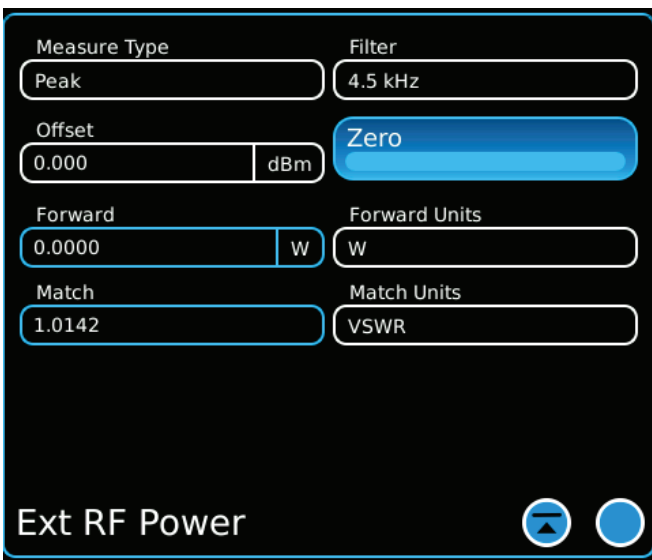 Measure Type
Filter
Peak
4.5 kHz
Offset
Zero
0.000 dBm
Forward
Forward Units
0.0000 W
W
Match
Match Units
1.0142
VSWR
Ext RF Power